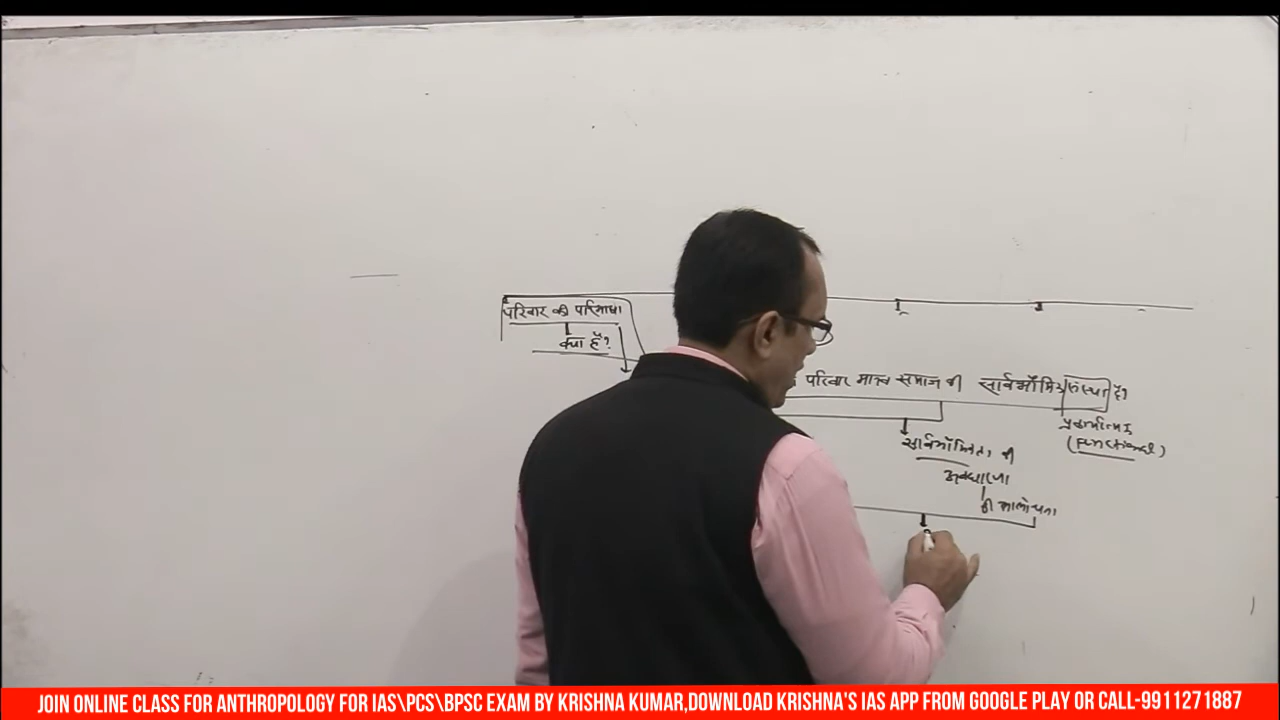 परिवार की परिभाषा
क्या है?
परिवार मानव समाज की सार्वभौमिक संस्था है?
प्रकार्यात्मक
(Functional)
सार्वभौमिकता की
अवधारणा
की आलोचना
JOIN ONLINE CLASS FOR ANTHROPOLOGY FOR IAS\PCS\BPSC EXAM BY KRISHNA KUMAR,DOWNLOAD KRISHNA'S IAS APP FROM GOOGLE PLAY OR CALL-9911271887